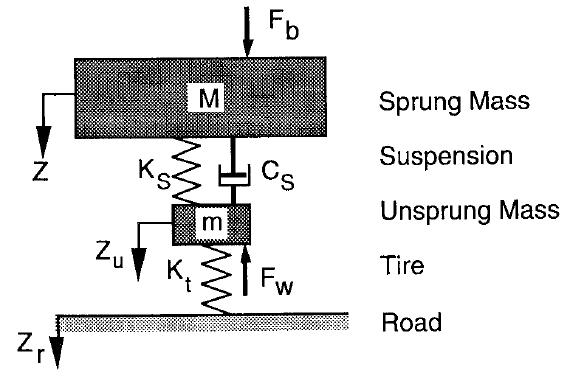 F_b
M
Sprung Mass
Z
K_S
C_S
Suspension
m
Unsprung Mass
Z_u
K_t
F_w
Tire
Z_r
Road